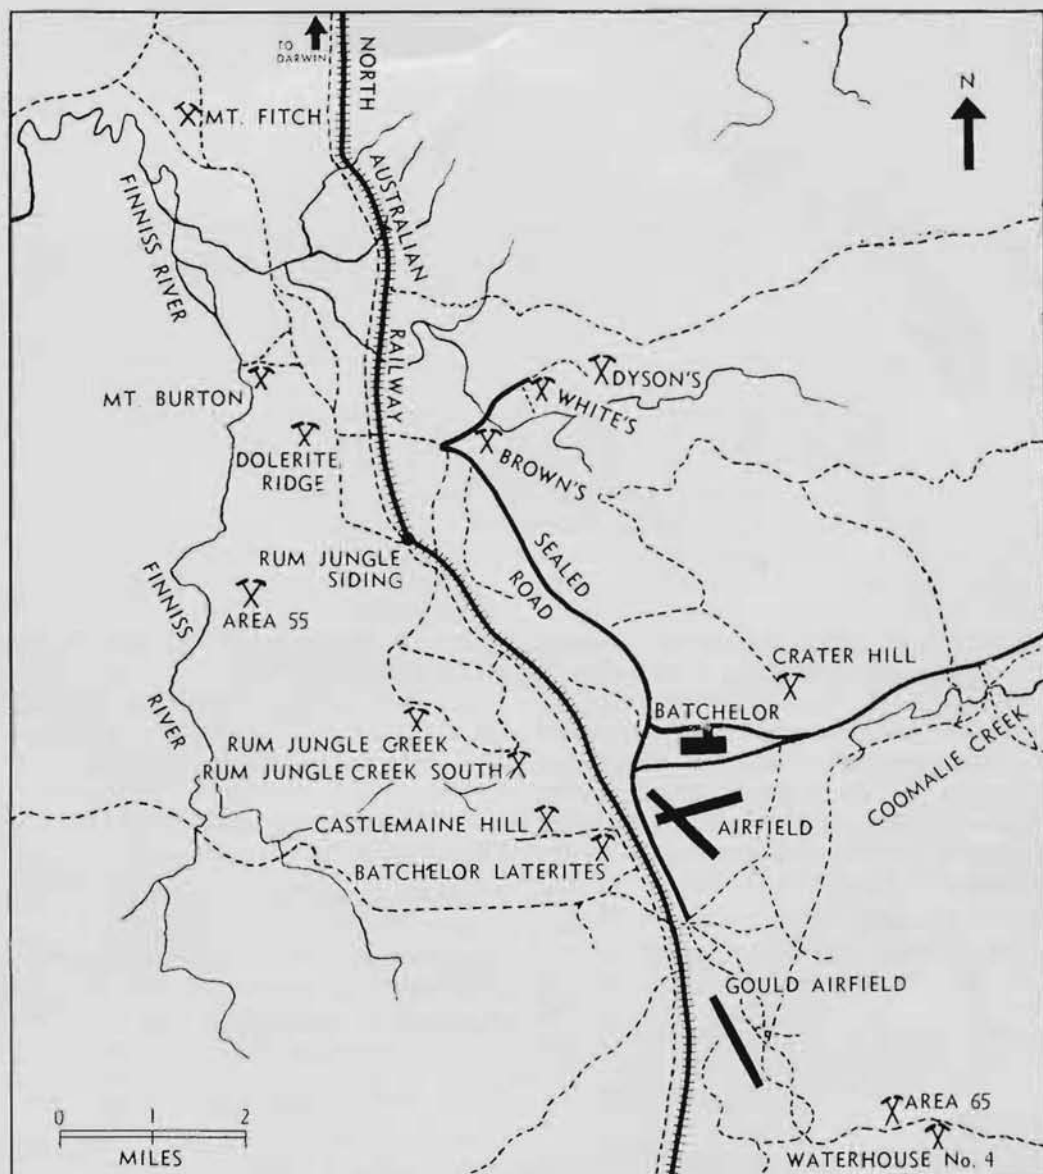 TO
DARWIN
NORTH
N
MT. FITCH
AUSTRALIAN
FINNISS RIVER
RAILWAY
DYSON'S
MT. BURTON
WHITE'S
DOLERITE
RIDGE
BROWN'S
RUM JUNGLE
SIDING
SEALED
ROAD
FINNISS
AREA 55
CRATER HILL
RIVER
BATCHELOR
RUM JUNGLE CREEK
RUM JUNGLE CREEK SOUTH
COOMALIE CREEK
CASTLEMAINE HILL
AIRFIELD
BATCHELOR LATERITES
GOULD AIRFIELD
AREA 65
0 1 2
MILES
WATERHOUSE No. 4